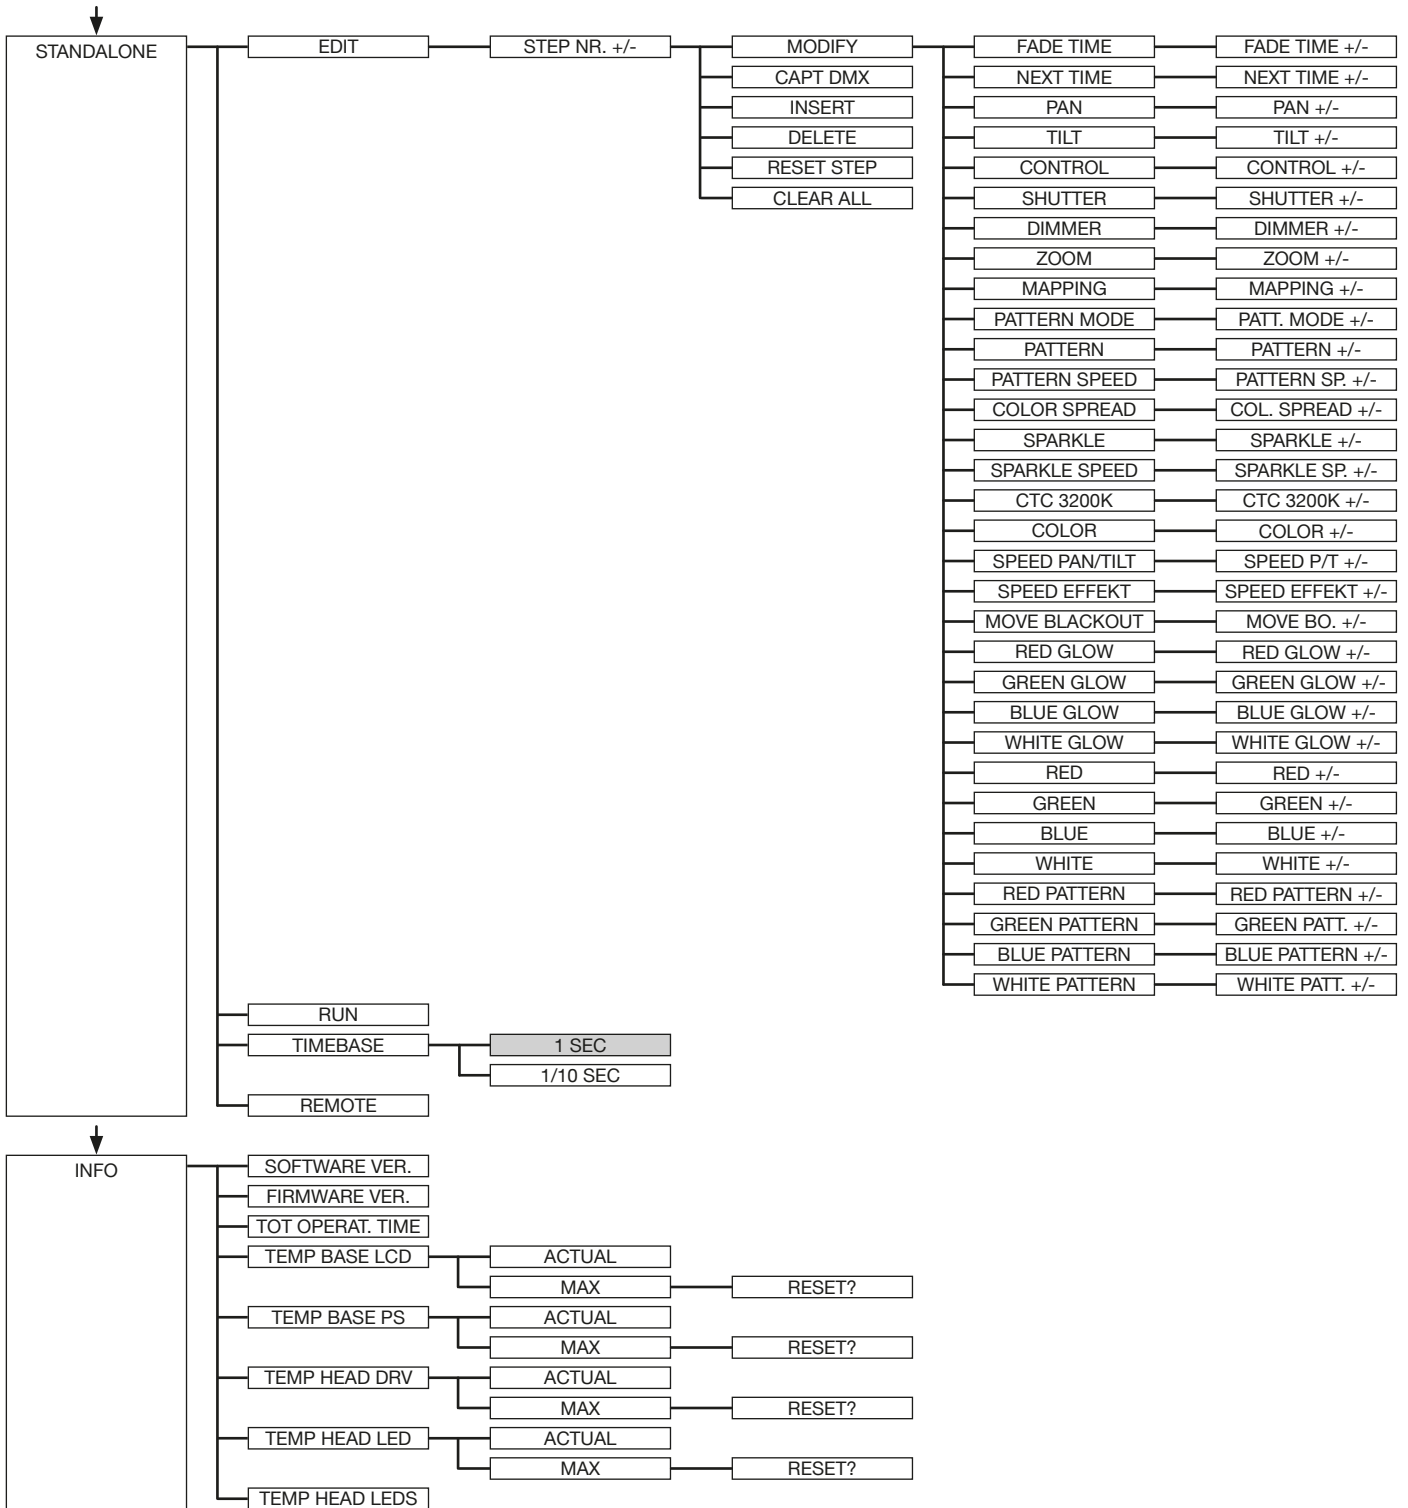 STANDALONE EDIT STEP NR. +/- MODIFY FADE TIME FADE TIME +/-
CAPT DMX NEXT TIME NEXT TIME +/-
INSERT PAN PAN +/-
DELETE TILT TILT +/-
RESET STEP CONTROL CONTROL +/-
CLEAR ALL SHUTTER SHUTTER +/-
DIMMER DIMMER +/-
ZOOM ZOOM +/-
MAPPING MAPPING +/-
PATTERN MODE PATT. MODE +/-
PATTERN PATTERN +/-
PATTERN SPEED PATTERN SP. +/-
COLOR SPREAD COL. SPREAD +/-
SPARKLE SPARKLE +/-
SPARKLE SPEED SPARKLE SP. +/-
CTC 3200K CTC 3200K +/-
COLOR COLOR +/-
SPEED PAN/TILT SPEED P/T +/-
SPEED EFFEKT SPEED EFFEKT +/-
MOVE BLACKOUT MOVE BO. +/-
RED GLOW RED GLOW +/-
GREEN GLOW GREEN GLOW +/-
BLUE GLOW BLUE GLOW +/-
WHITE GLOW WHITE GLOW +/-
RED RED +/-
GREEN GREEN +/-
BLUE BLUE +/-
WHITE WHITE +/-
RED PATTERN RED PATTERN +/-
GREEN PATTERN GREEN PATT. +/-
BLUE PATTERN BLUE PATTERN +/-
WHITE PATTERN WHITE PATT. +/-
RUN
TIMEBASE 1 SEC
1/10 SEC
REMOTE
INFO SOFTWARE VER.
FIRMWARE VER.
TOT OPERAT. TIME
TEMP BASE LCD ACTUAL
MAX RESET?
TEMP BASE PS ACTUAL
MAX RESET?
TEMP HEAD DRV ACTUAL
MAX RESET?
TEMP HEAD LED ACTUAL
MAX RESET?
TEMP HEAD LEDS